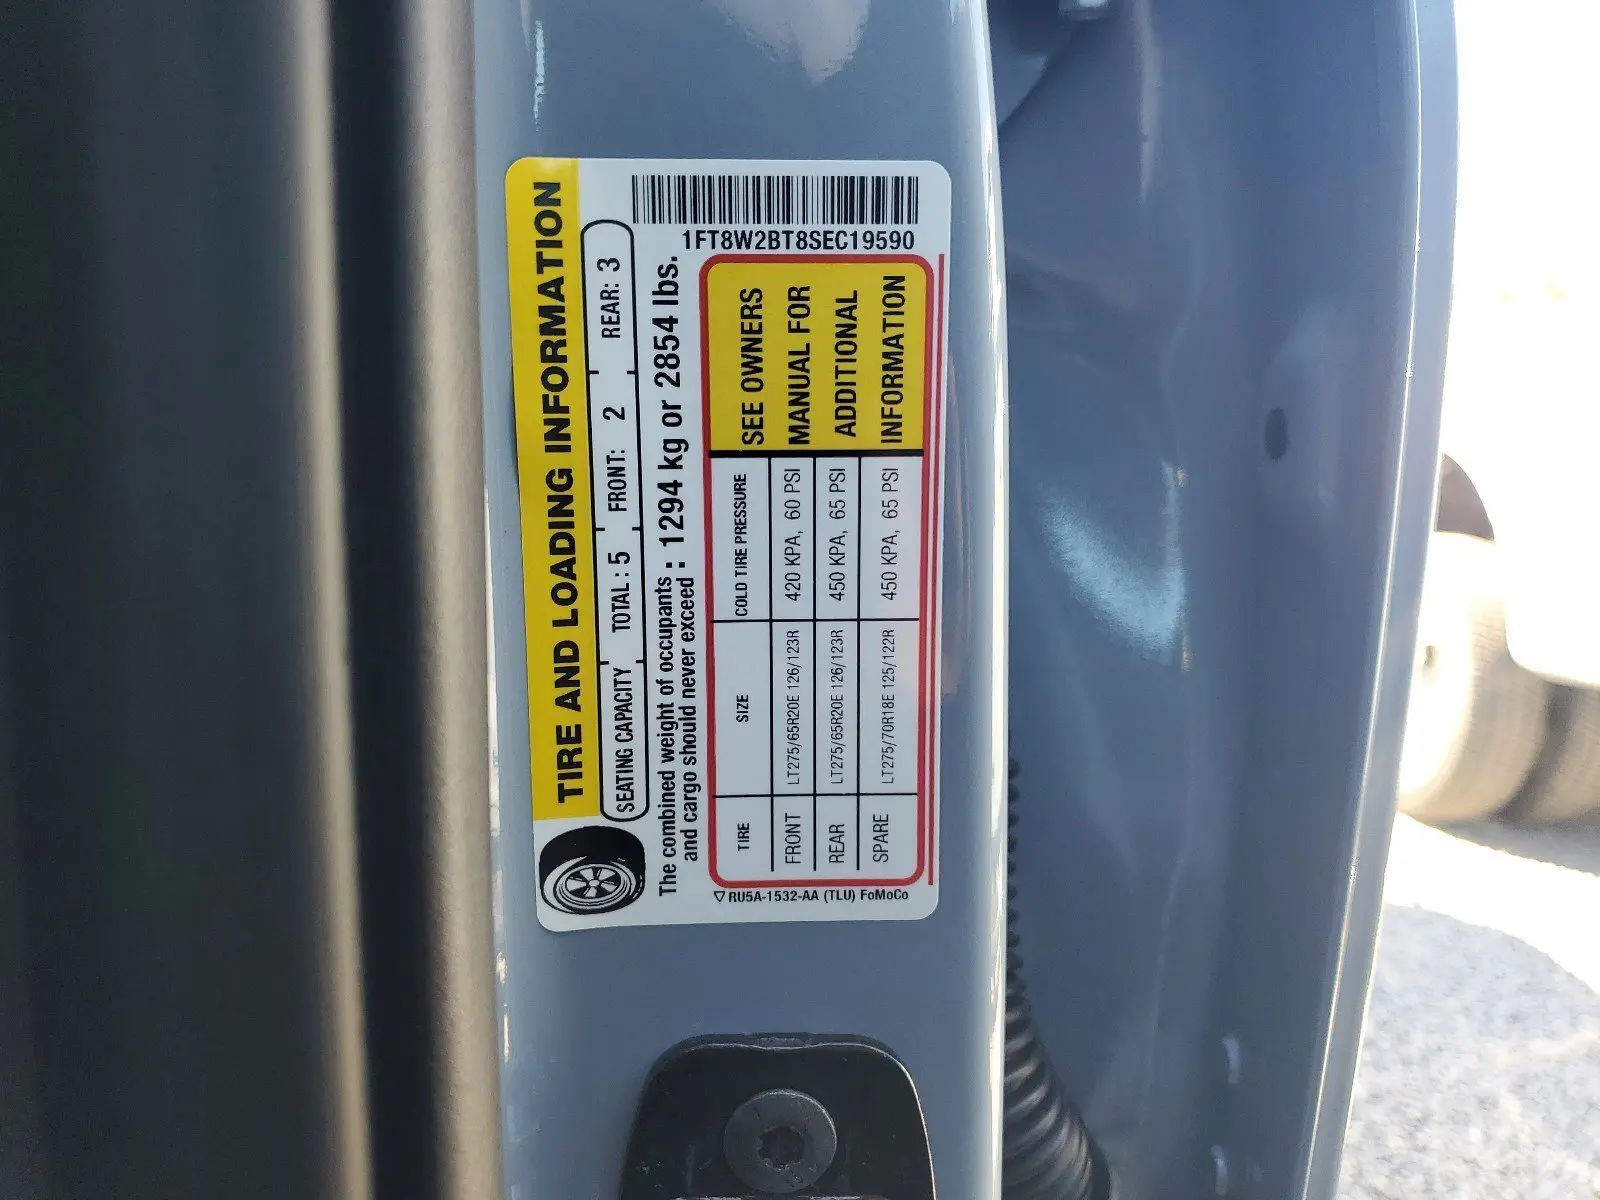 TIRE AND LOADING INFORMATION
SEATING CAPACITY TOTAL : 5 FRONT: 2 REAR: 3
The combined weight of occupants
and cargo should never exceed : 1294 kg or 2854 lbs.
TIRE SIZE COLD TIRE PRESSURE
FRONT LT275/65R20E 126/123R 420 KPA, 60 PSI
REAR LT275/65R20E 126/123R 450 KPA, 65 PSI
SPARE LT275/70R18E 125/122R 450 KPA, 65 PSI
SEE OWNERS
MANUAL FOR
ADDITIONAL
INFORMATION
RU5A-1532-AA (TLU) FoMoCo
1FT8W2BT8SEC19590